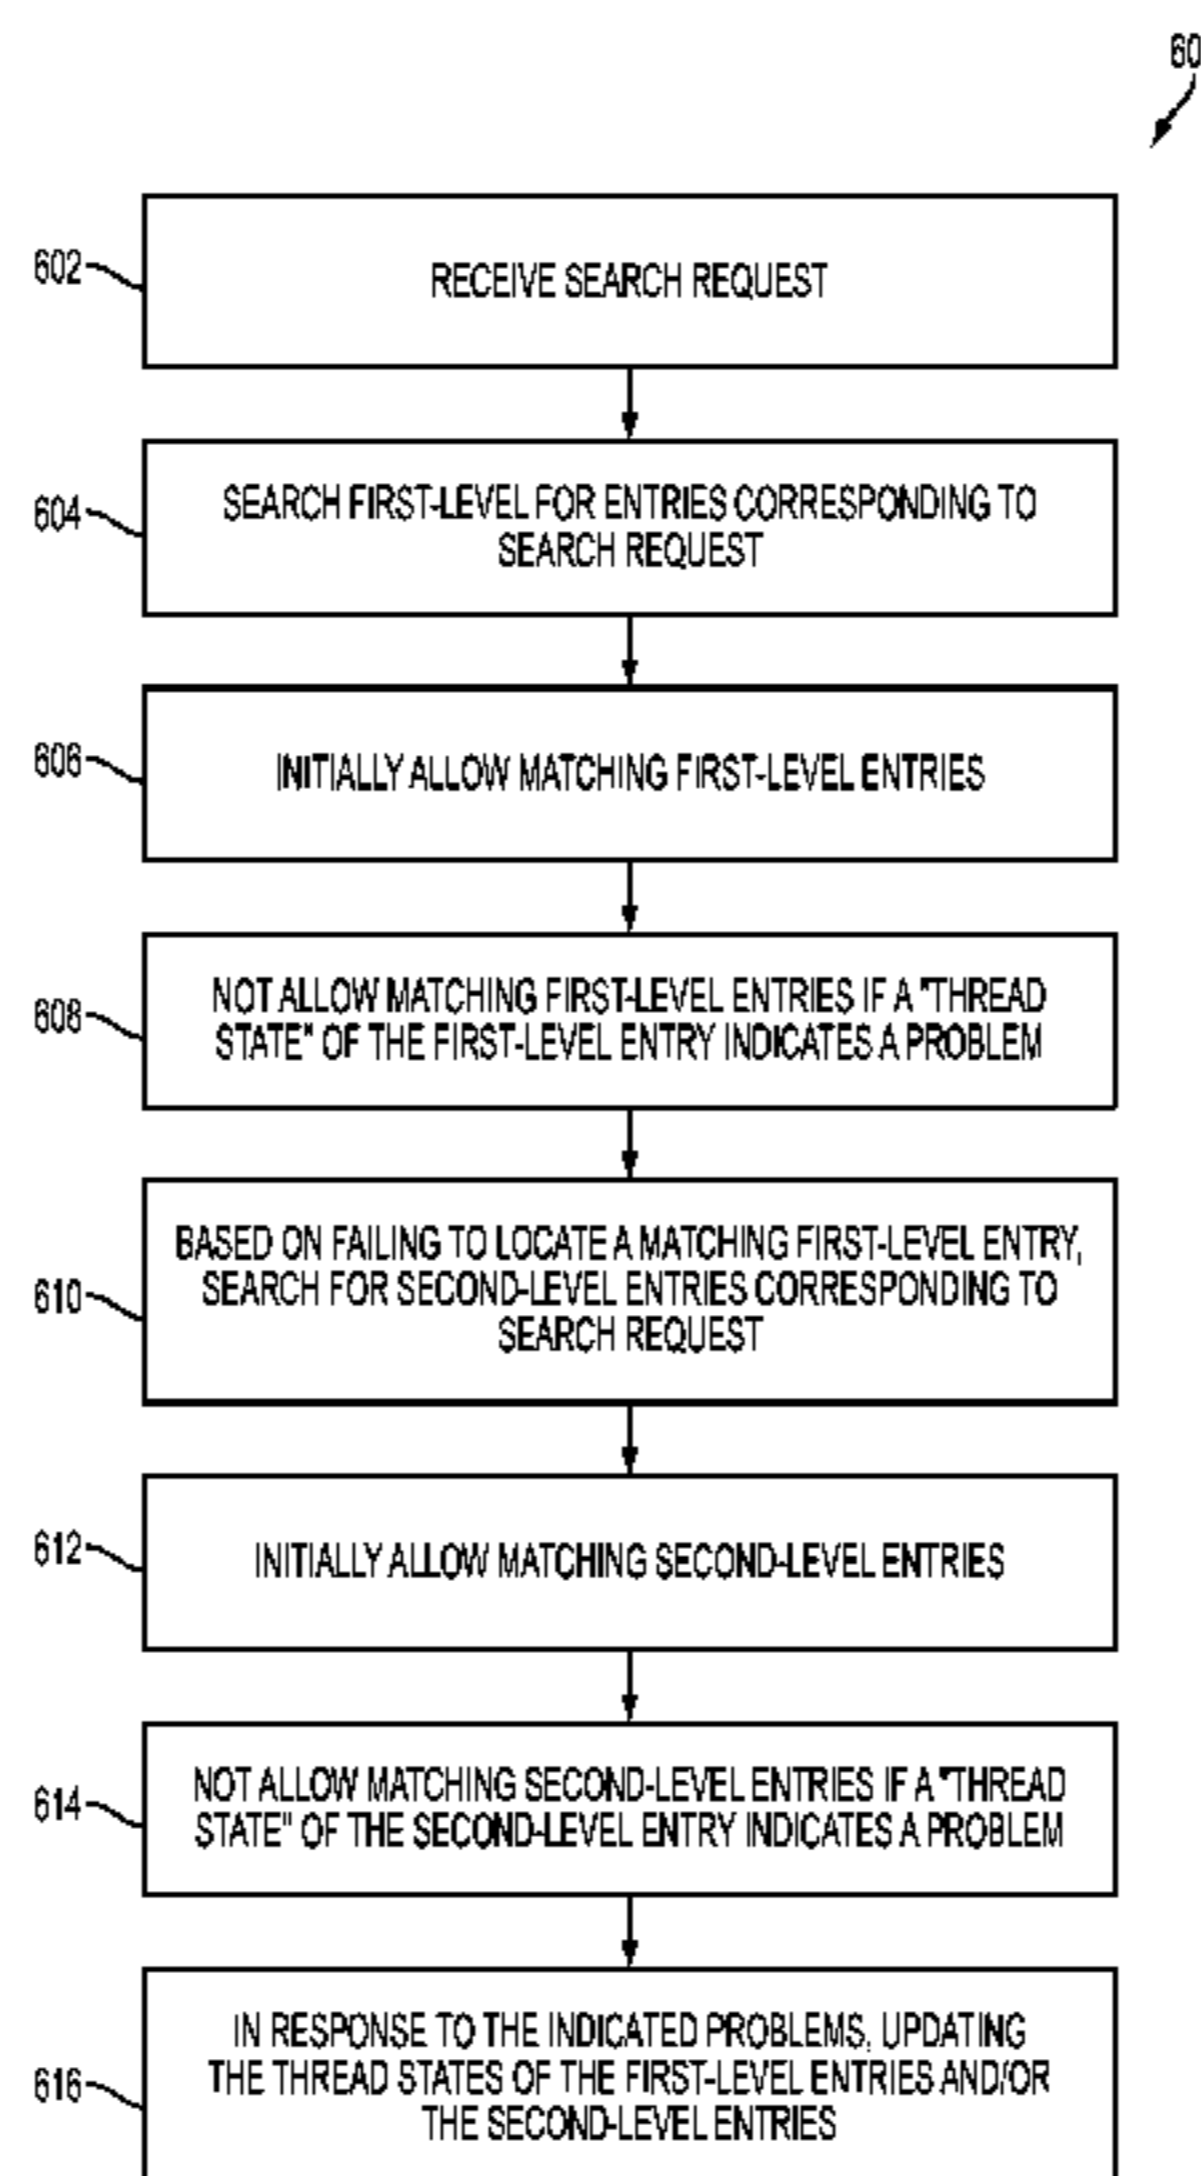 60
602
RECEIVE SEARCH REQUEST
604
SEARCH FIRST-LEVEL FOR ENTRIES CORRESPONDING TO
SEARCH REQUEST
606
INITIALLY ALLOW MATCHING FIRST-LEVEL ENTRIES
608
NOT ALLOW MATCHING FIRST-LEVEL ENTRIES IF A "THREAD
STATE" OF THE FIRST-LEVEL ENTRY INDICATES A PROBLEM
610
BASED ON FAILING TO LOCATE A MATCHING FIRST-LEVEL ENTRY,
SEARCH FOR SECOND-LEVEL ENTRIES CORRESPONDING TO
SEARCH REQUEST
612
INITIALLY ALLOW MATCHING SECOND-LEVEL ENTRIES
614
NOT ALLOW MATCHING SECOND-LEVEL ENTRIES IF A "THREAD
STATE" OF THE SECOND-LEVEL ENTRY INDICATES A PROBLEM
616
IN RESPONSE TO THE INDICATED PROBLEMS, UPDATING
THE THREAD STATES OF THE FIRST-LEVEL ENTRIES AND/OR
THE SECOND-LEVEL ENTRIES